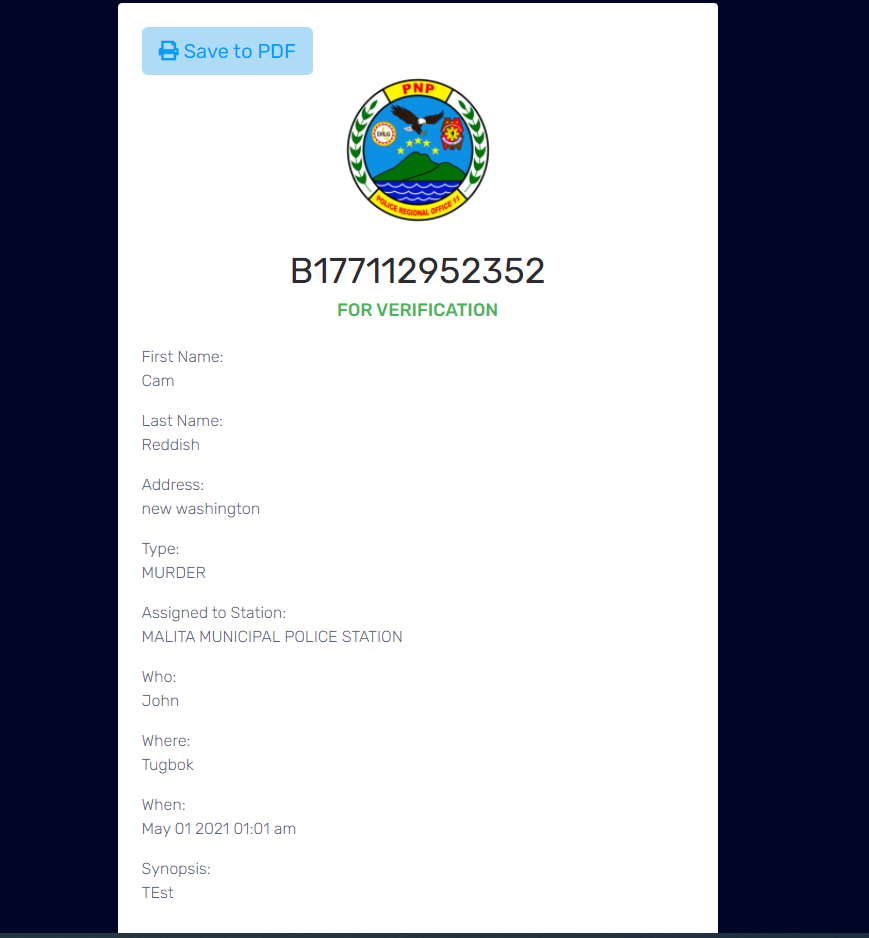 Save to PDF
PNP
DILG
POLICE REGIONAL OFFICE 11
B177112952352
FOR VERIFICATION
First Name:
Cam
Last Name:
Reddish
Address:
new washington
Type:
MURDER
Assigned to Station:
MALITA MUNICIPAL POLICE STATION
Who:
John
Where:
Tugbok
When:
May 01 2021 01:01 am
Synopsis:
TEst